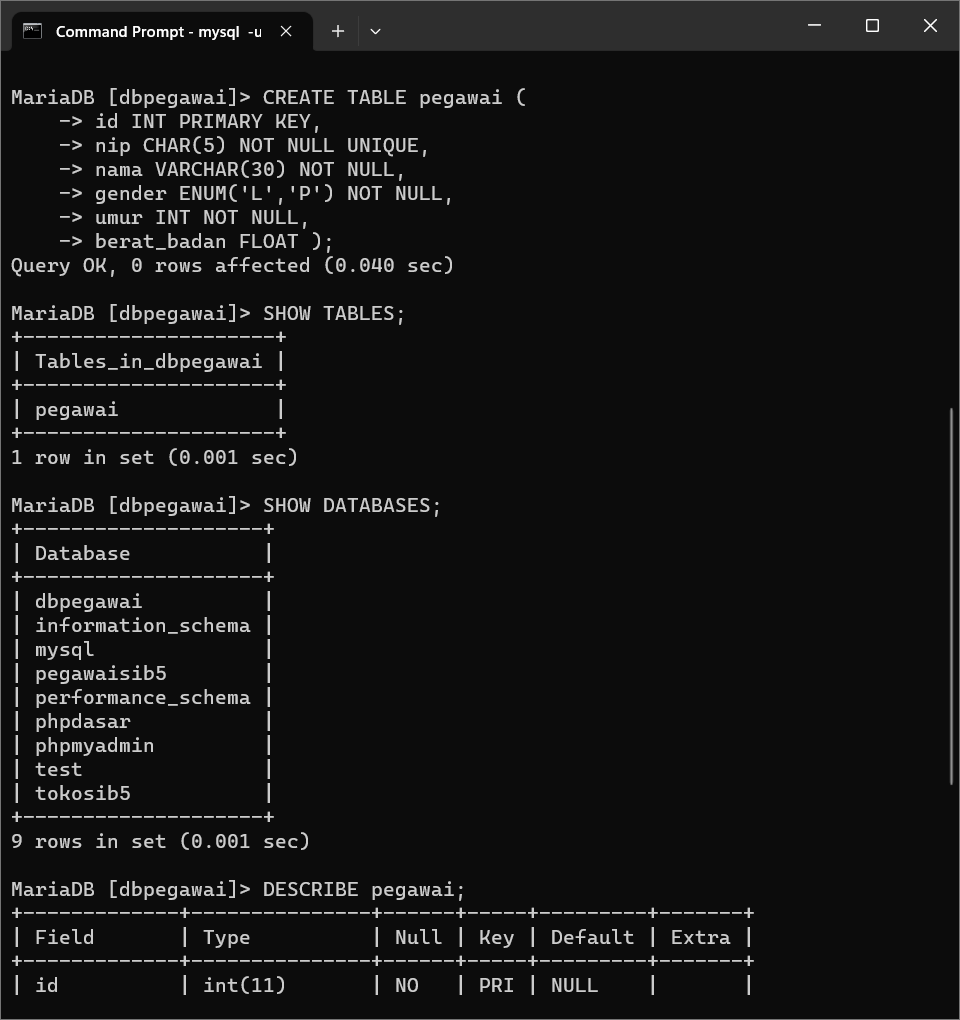 Command Prompt - mysql  -u
MariaDB [dbpegawai]> CREATE TABLE pegawai (
    -> id INT PRIMARY KEY,
    -> nip CHAR(5) NOT NULL UNIQUE,
    -> nama VARCHAR(30) NOT NULL,
    -> gender ENUM('L','P') NOT NULL,
    -> umur INT NOT NULL,
    -> berat_badan FLOAT );
Query OK, 0 rows affected (0.040 sec)
MariaDB [dbpegawai]> SHOW TABLES;
+---------------------+
| Tables_in_dbpegawai |
+---------------------+
| pegawai             |
+---------------------+
1 row in set (0.001 sec)
MariaDB [dbpegawai]> SHOW DATABASES;
+--------------------+
| Database           |
+--------------------+
| dbpegawai          |
| information_schema |
| mysql              |
| pegawaisib5        |
| performance_schema |
| phpdasar           |
| phpmyadmin         |
| test               |
| tokosib5           |
+--------------------+
9 rows in set (0.001 sec)
MariaDB [dbpegawai]> DESCRIBE pegawai;
+-------------+---------------+------+-----+---------+-------+
| Field       | Type          | Null | Key | Default | Extra |
+-------------+---------------+------+-----+---------+-------+
| id          | int(11)       | NO   | PRI | NULL    |       |